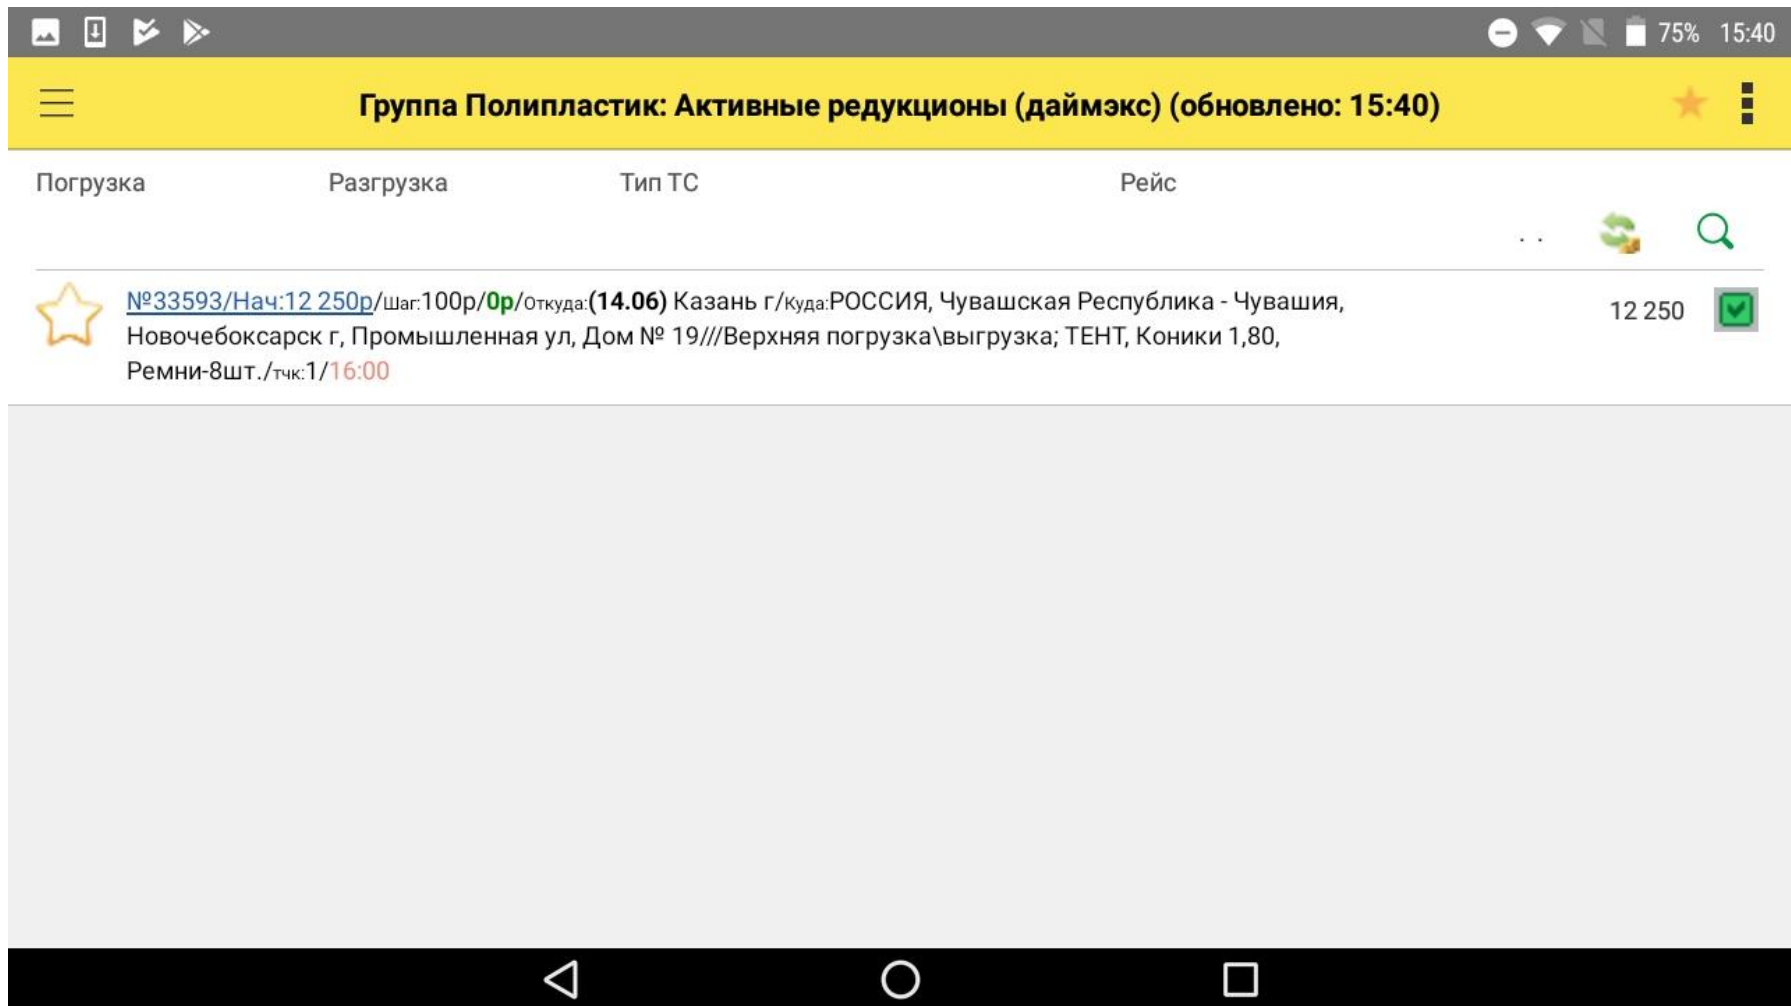 75% 15:40
Группа Полипластик: Активные редукционы (даймэкс) (обновлено: 15:40)
Погрузка Разгрузка Тип ТС Рейс
. .
№33593/Нач:12 250р/Шаг:100р/0р/Откуда:(14.06) Казань г/Куда:РОССИЯ, Чувашская Республика - Чувашия, 12 250
Новочебоксарск г, Промышленная ул, Дом № 19///Верхняя погрузка\выгрузка; ТЕНТ, Коники 1,80,
Ремни-8шт./тчк:1/16:00